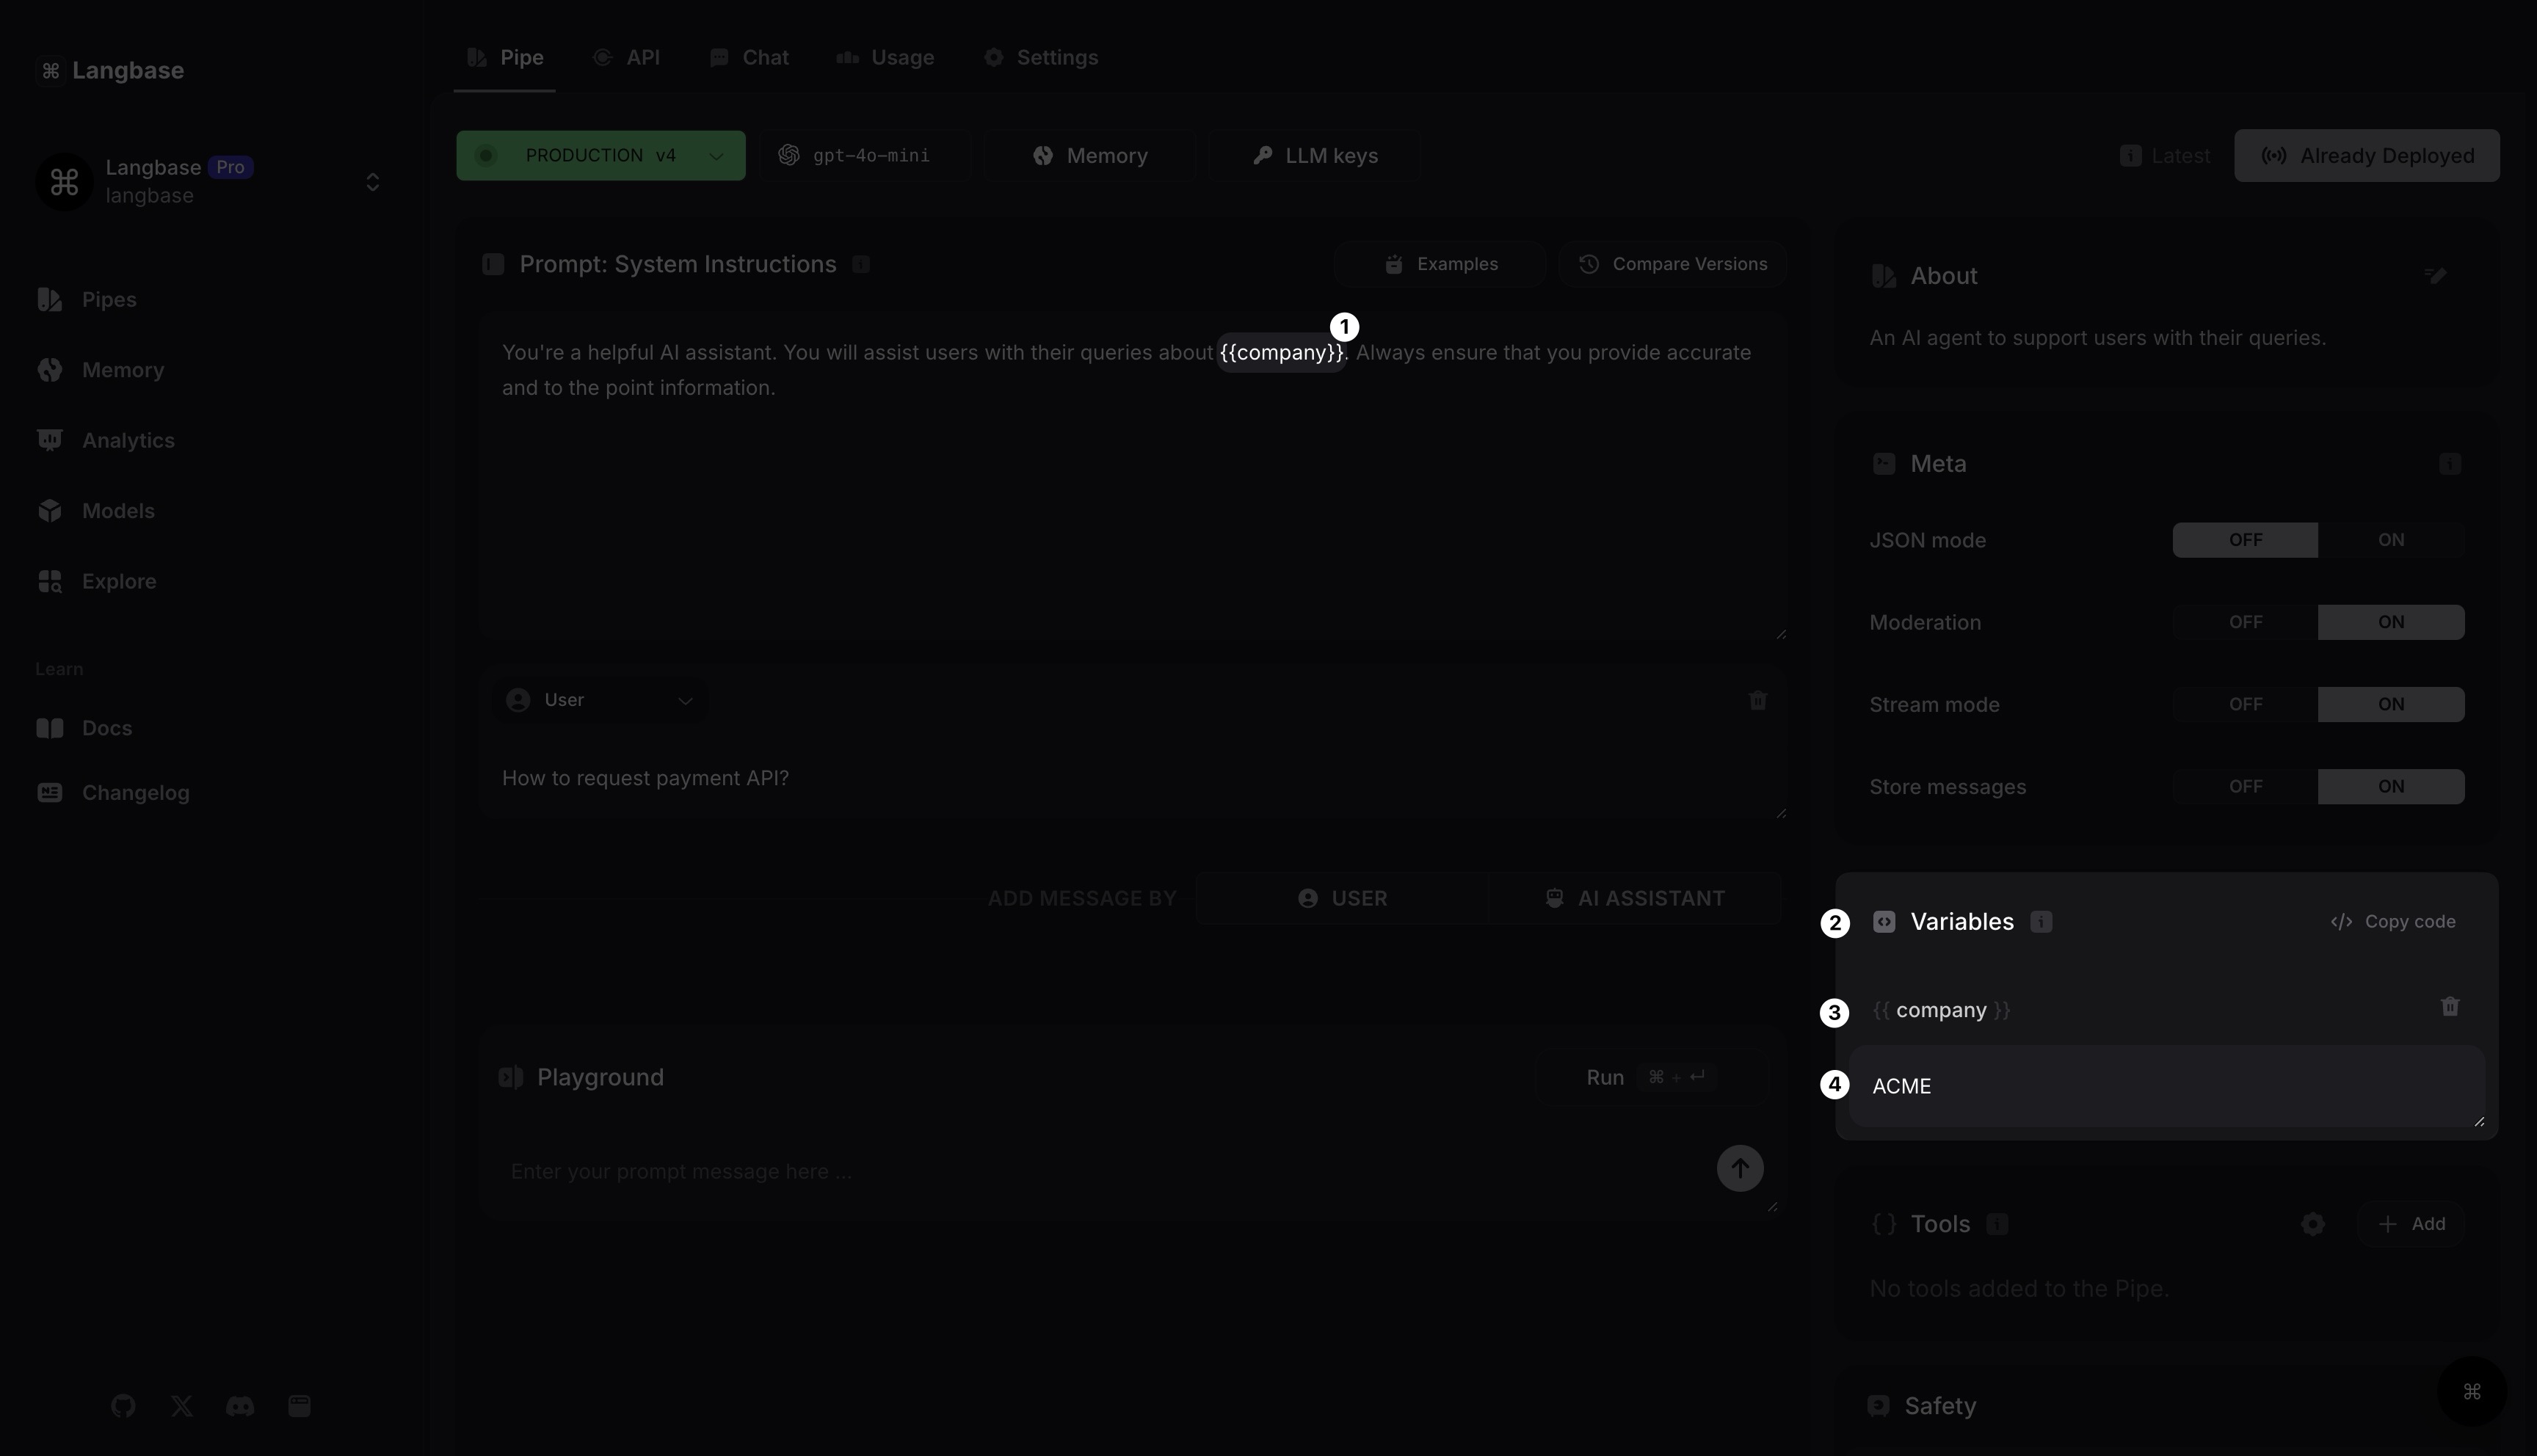 ⌘ Langbase
Langbase Pro
langbase
Pipes
Memory
Analytics
Models
Explore
Learn
Docs
Changelog
Pipe API Chat Usage Settings
PRODUCTION v4 gpt-4o-mini Memory LLM keys Latest Already Deployed
Prompt: System Instructions Examples Compare Versions
1
You're a helpful AI assistant. You will assist users with their queries about {{company}}. Always ensure that you provide accurate
and to the point information.
User
How to request payment API?
ADD MESSAGE BY USER AI ASSISTANT
Playground Run ⌘ + ↵
Enter your prompt message here ...
About
An AI agent to support users with their queries.
Meta
JSON mode OFF ON
Moderation OFF ON
Stream mode OFF ON
Store messages OFF ON
2 Variables </> Copy code
3 {{ company }}
4 ACME
{ } Tools + Add
No tools added to the Pipe.
Safety
⌘